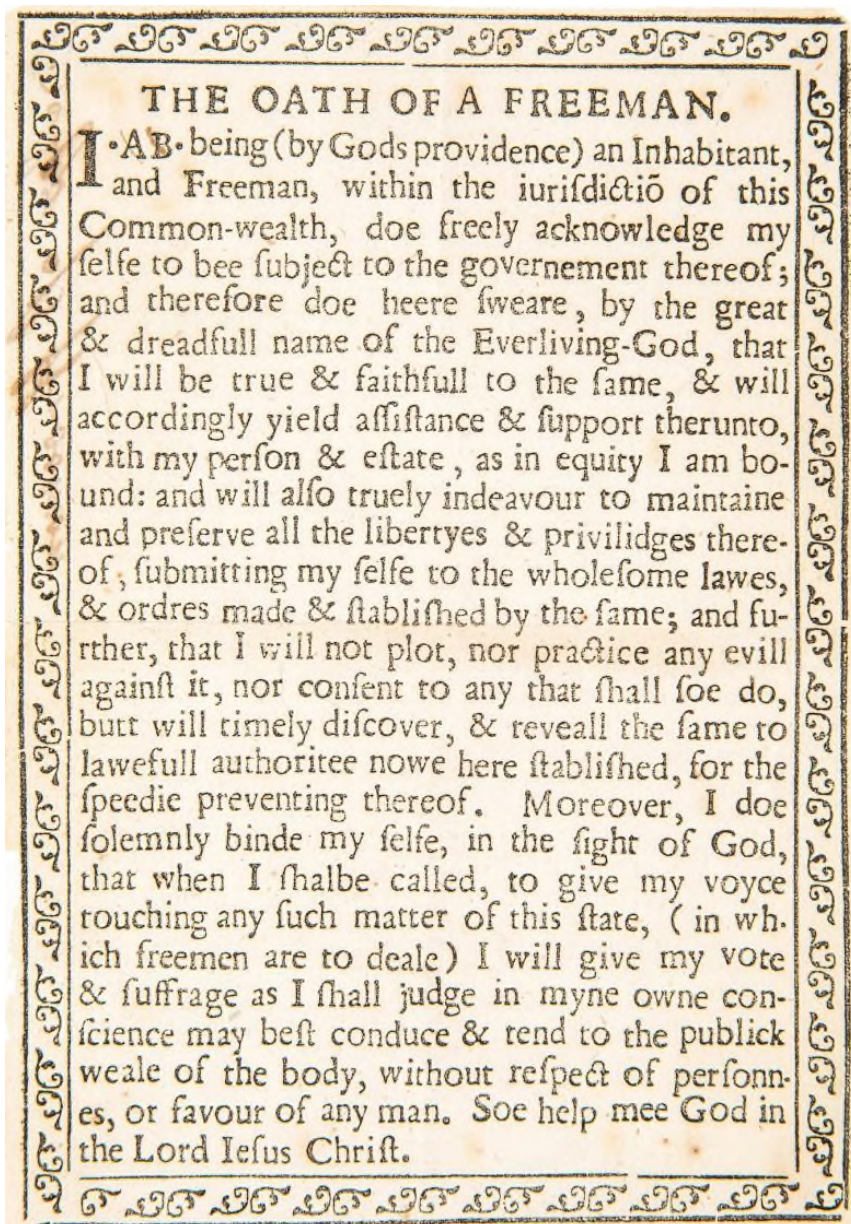 THE OATH OF A FREEMAN.
I·AB·being (by Gods providence) an Inhabitant,
and Freeman, within the iuriſdictiō of this
Common-wealth, doe freely acknowledge my
ſelfe to bee ſubject to the governement thereof;
and therefore doe heere ſweare, by the great
& dreadfull name of the Everliving-God, that
I will be true & faithfull to the ſame, & will
accordingly yield aſſiſtance & ſupport therunto,
with my perſon & eſtate, as in equity I am bo-
und: and will alſo truely indeavour to maintaine
and preſerve all the libertyes & privilidges there-
of, ſubmitting my ſelfe to the wholeſome lawes,
& ordres made & ſtabliſhed by the ſame; and fu-
rther, that I will not plot, nor practice any evill
againſt it, nor conſent to any that ſhall ſoe do,
butt will timely diſcover, & reveall the ſame to
lawefull authoritee nowe here ſtabliſhed, for the
ſpeedie preventing thereof. Moreover, I doe
ſolemnly binde my ſelfe, in the ſight of God,
that when I ſhalbe called, to give my voyce
touching any ſuch matter of this ſtate, ( in wh-
ich freemen are to deale) I will give my vote
& ſuffrage as I ſhall judge in myne owne con-
ſcience may beſt conduce & tend to the publick
weale of the body, without reſpect of perſonn-
es, or favour of any man. Soe help mee God in
the Lord Ieſus Chriſt.